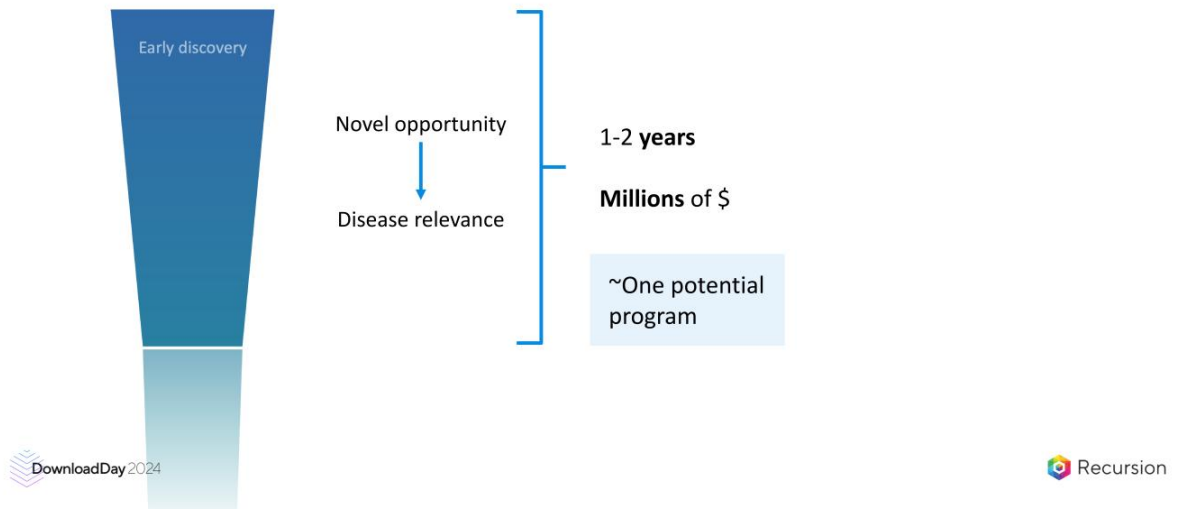 Early discovery
Novel opportunity
Disease relevance
1-2 years
Millions of $
~One potential
program
DownloadDay 2024
Recursion